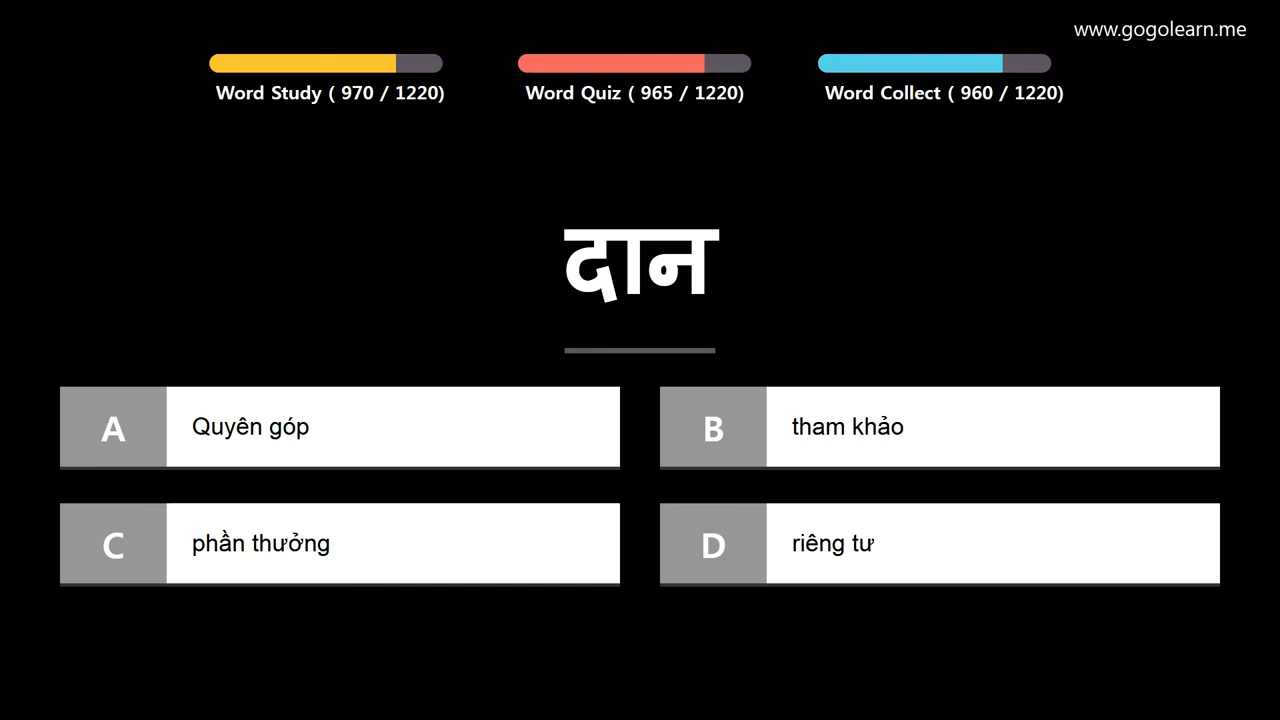 www.gogolearn.me
Word Study ( 970 / 1220)
Word Quiz ( 965 / 1220)
Word Collect ( 960 / 1220)
दान
A
Quyên góp
B
tham khảo
C
phần thưởng
D
riêng tư